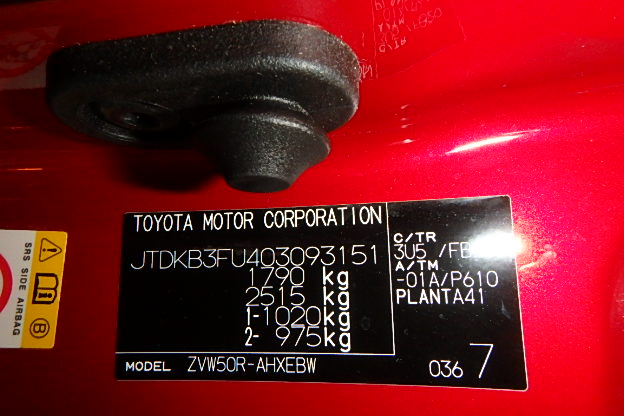 TOYOTA MOTOR CORPORATION
JTDKB3FU403093151
1790 kg
2515 kg
1-1020kg
2- 975kg
C/TR
3U5 /FB
A/TM
-01A/P610
PLANTA41
MODEL ZVW50R-AHXEBW
036 7
SRS SIDE AIRBAG
B